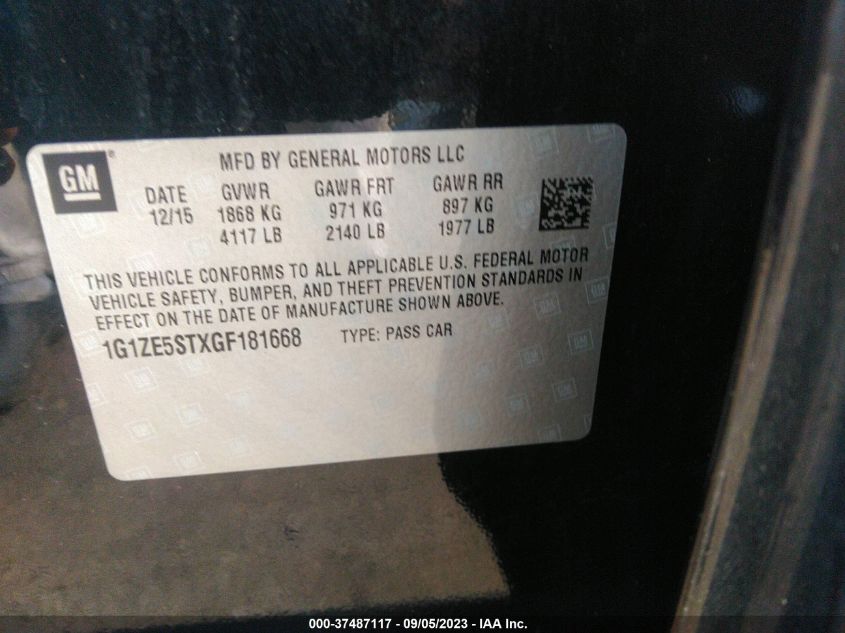 GM®
MFD BY GENERAL MOTORS LLC
DATE GVWR GAWR FRT GAWR RR
12/15 1868 KG 971 KG 897 KG
4117 LB 2140 LB 1977 LB
THIS VEHICLE CONFORMS TO ALL APPLICABLE U.S. FEDERAL MOTOR
VEHICLE SAFETY, BUMPER, AND THEFT PREVENTION STANDARDS IN
EFFECT ON THE DATE OF MANUFACTURE SHOWN ABOVE.
1G1ZE5STXGF181668 TYPE: PASS CAR
000-37487117 - 09/05/2023 - IAA Inc.